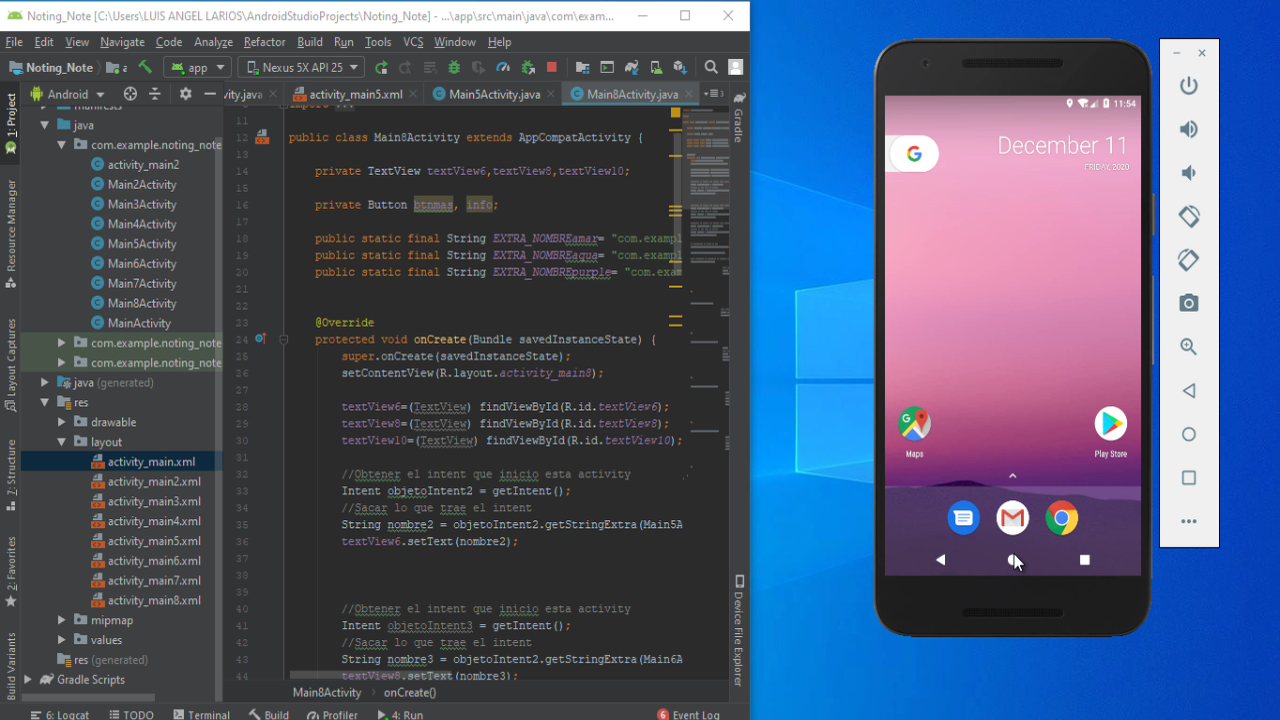 Noting_Note [C:\Users\LUIS ANGEL LARIOS\AndroidStudioProjects\Noting_Note] - ...\app\src\main\java\com\exam...
File Edit View Navigate Code Analyze Refactor Build Run Tools VCS Window Help
Noting_Note app Nexus 5X API 25
Android
1: Project
Resource Manager
Layout Captures
7: Structure
2: Favorites
Build Variants
java
com.example.noting_note
activity_main2
Main2Activity
Main3Activity
Main4Activity
Main5Activity
Main6Activity
Main7Activity
Main8Activity
MainActivity
com.example.noting_note
com.example.noting_note
java (generated)
res
drawable
layout
activity_main.xml
activity_main2.xml
activity_main3.xml
activity_main4.xml
activity_main5.xml
activity_main6.xml
activity_main7.xml
activity_main8.xml
mipmap
values
res (generated)
Gradle Scripts
vity.java activity_main5.xml Main5Activity.java Main8Activity.java
11
12 public class Main8Activity extends AppCompatActivity {
13
14 private TextView textView6,textView8,textView10;
15
16 private Button btnmas, info;
17
18 public static final String EXTRA_NOMBREamar= "com.exampl
19 public static final String EXTRA_NOMBREaqua= "com.exampl
20 public static final String EXTRA_NOMBREpurple= "com.exa
21
22
23 @Override
24 protected void onCreate(Bundle savedInstanceState) {
25 super.onCreate(savedInstanceState);
26 setContentView(R.layout.activity_main8);
27
28 textView6=(TextView) findViewById(R.id.textView6);
29 textView8=(TextView) findViewById(R.id.textView8);
30 textView10=(TextView) findViewById(R.id.textView10);
31
32 //Obtener el intent que inicio esta activity
33 Intent objetoIntent2 = getIntent();
34 //Sacar lo que trae el intent
35 String nombre2 = objetoIntent2.getStringExtra(Main5A
36 textView6.setText(nombre2);
37
38
39
40 //Obtener el intent que inicio esta activity
41 Intent objetoIntent3 = getIntent();
42 //Sacar lo que trae el intent
43 String nombre3 = objetoIntent2.getStringExtra(Main6A
44 textView8.setText(nombre3);
Main8Activity onCreate()
Gradle
Device File Explorer
6: Logcat TODO Terminal Build Profiler 4: Run 6 Event Log
11:54
G
December 11
FRIDAY, 2020
Maps
Play Store